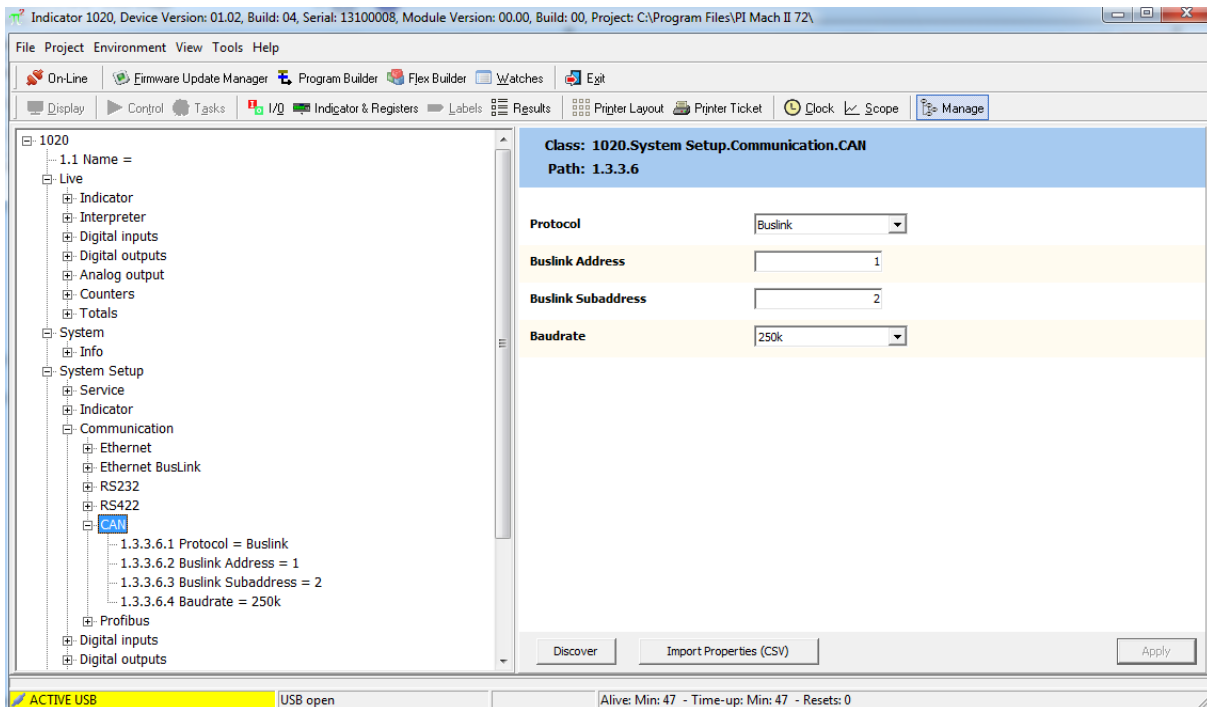 Indicator 1020, Device Version: 01.02, Build: 04, Serial: 13100008, Module Version: 00.00, Build: 00, Project: C:\Program Files\PI Mach II 72\
File Project Environment View Tools Help
On-Line Firmware Update Manager Program Builder Flex Builder Watches Exit
Display Control Tasks I/0 Indicator & Registers Labels Results Printer Layout Printer Ticket Clock Scope Manage
1020
1.1 Name =
Live
Indicator
Interpreter
Digital inputs
Digital outputs
Analog output
Counters
Totals
System
Info
System Setup
Service
Indicator
Communication
Ethernet
Ethernet BusLink
RS232
RS422
CAN
1.3.3.6.1 Protocol = Buslink
1.3.3.6.2 Buslink Address = 1
1.3.3.6.3 Buslink Subaddress = 2
1.3.3.6.4 Baudrate = 250k
Profibus
Digital inputs
Digital outputs
Class: 1020.System Setup.Communication.CAN
Path: 1.3.3.6
Protocol Buslink
Buslink Address 1
Buslink Subaddress 2
Baudrate 250k
Discover Import Properties (CSV) Apply
ACTIVE USB USB open Alive: Min: 47 - Time-up: Min: 47 - Resets: 0